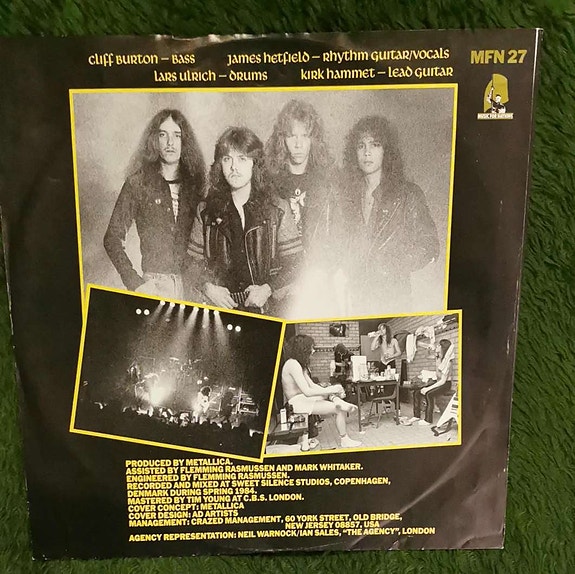 Cliff Burton – Bass James Hetfield – Rhythm Guitar/Vocals
Lars Ulrich – Drums Kirk Hammet – Lead Guitar
MFN 27
MUSIC FOR NATIONS
PRODUCED BY METALLICA.
ASSISTED BY FLEMMING RASMUSSEN AND MARK WHITAKER.
ENGINEERED BY FLEMMING RASMUSSEN.
RECORDED AND MIXED AT SWEET SILENCE STUDIOS, COPENHAGEN,
DENMARK DURING SPRING 1984.
MASTERED BY TIM YOUNG AT C.B.S. LONDON.
COVER CONCEPT: METALLICA
COVER DESIGN: AD ARTISTS
MANAGEMENT: CRAZED MANAGEMENT, 60 YORK STREET, OLD BRIDGE,
NEW JERSEY 08857, USA
AGENCY REPRESENTATION: NEIL WARNOCK/IAN SALES, "THE AGENCY", LONDON